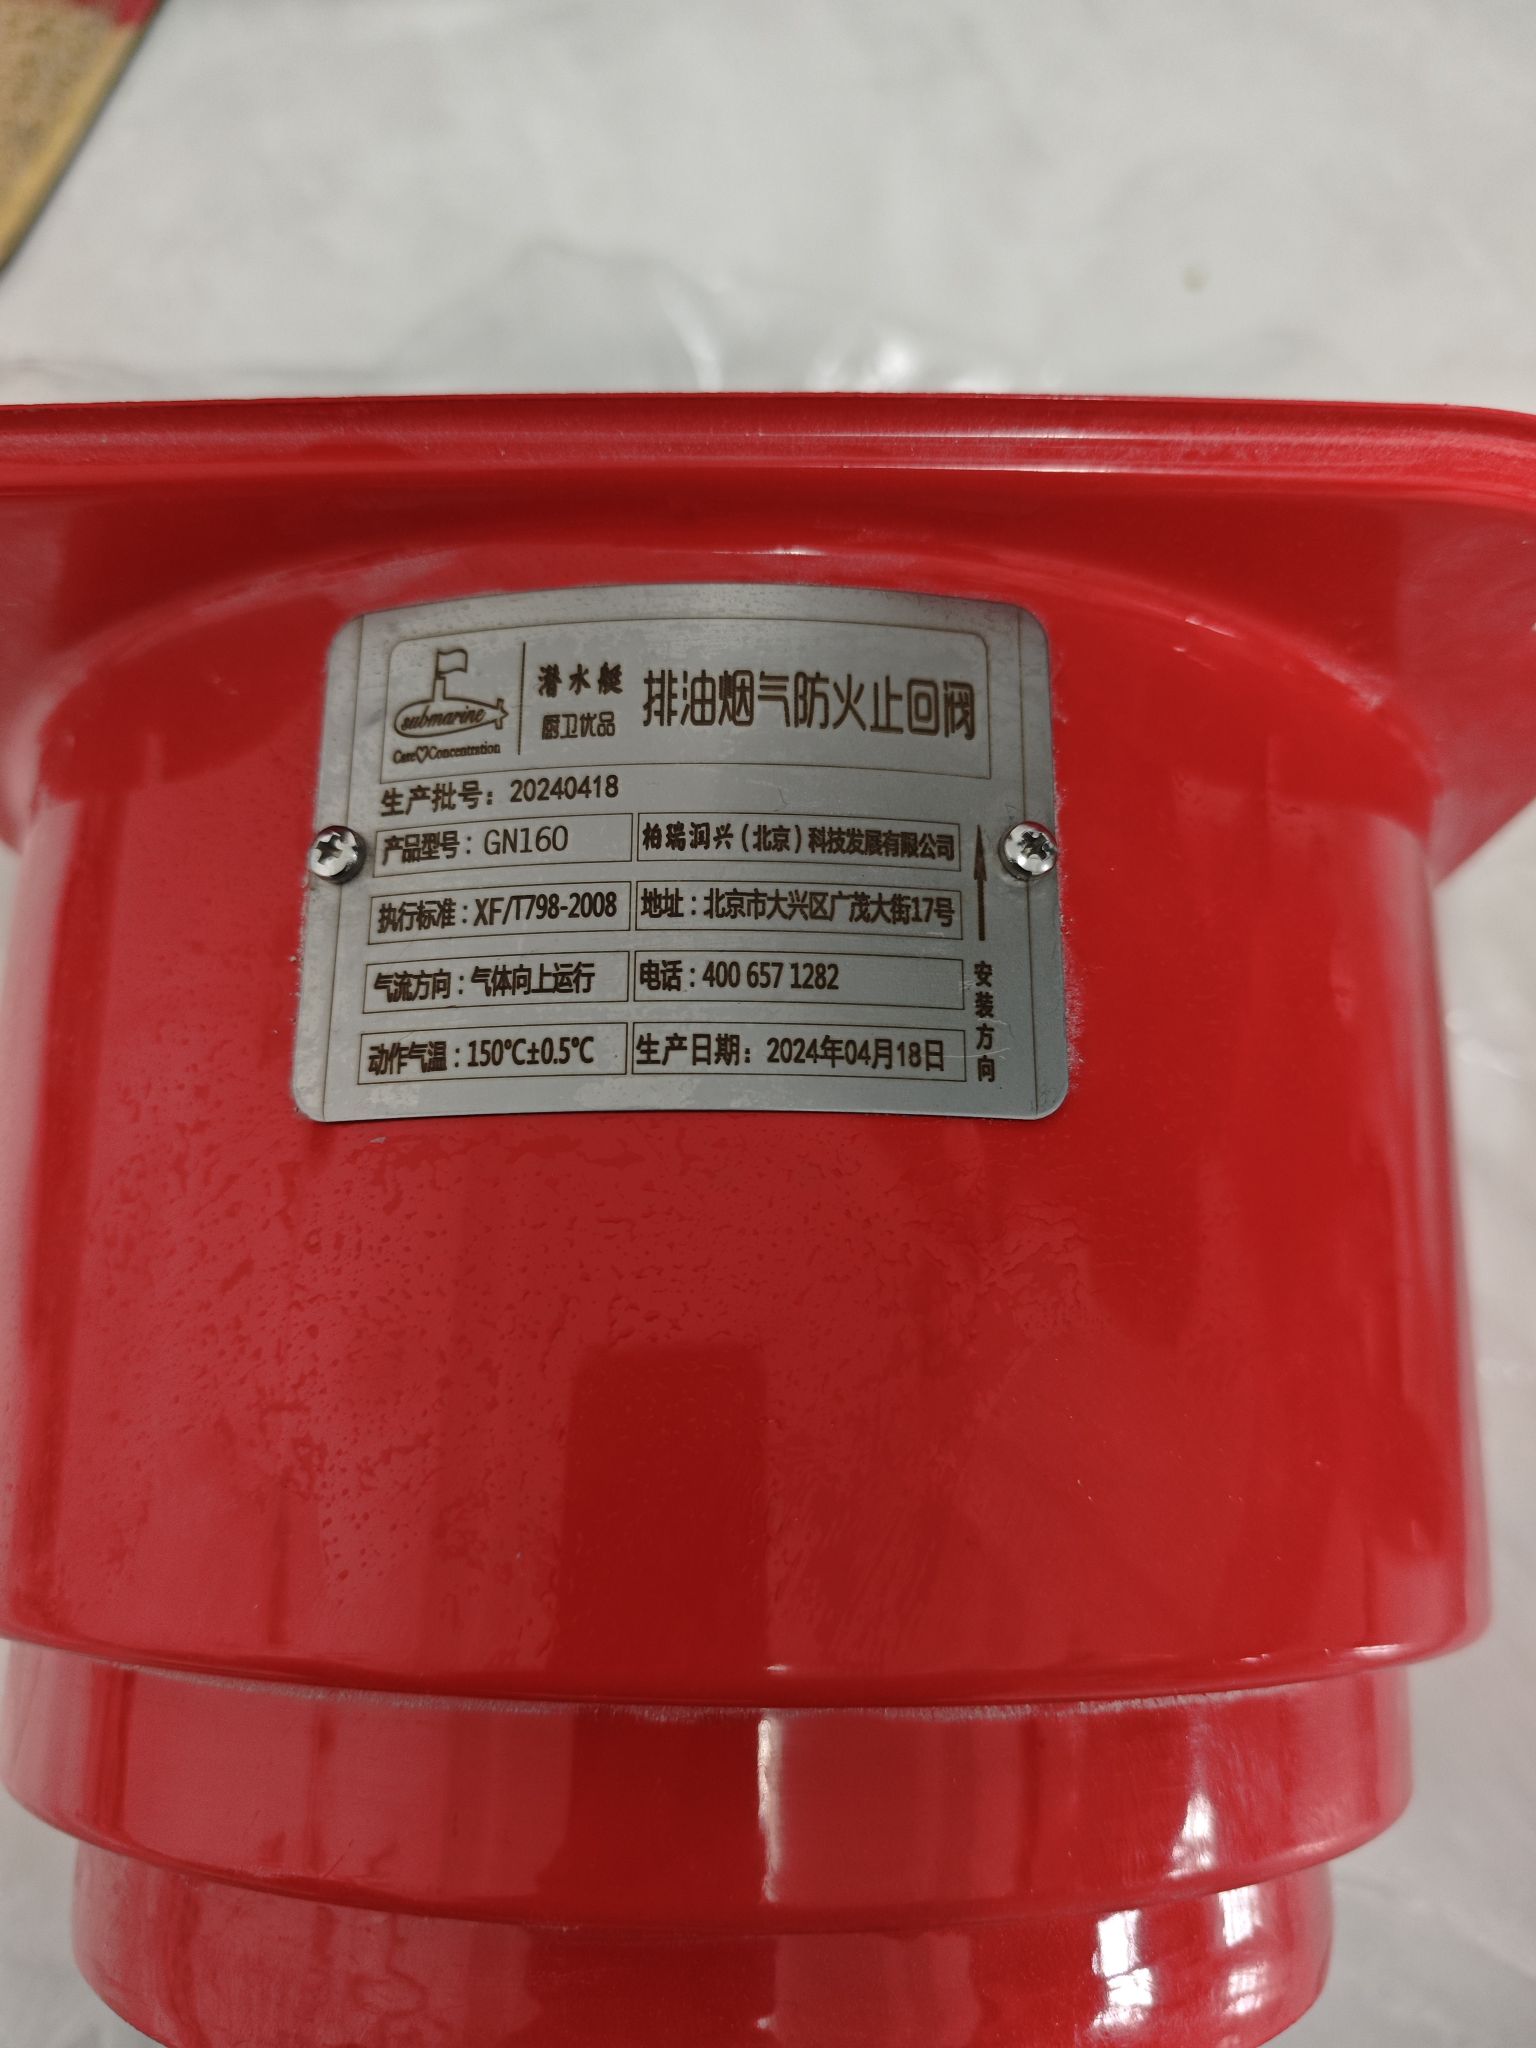 submarine
Care♡Concentration
潜水艇
厨卫优品
排油烟气防火止回阀
生产批号：20240418
产品型号：GN160
柏瑞润兴（北京）科技发展有限公司
执行标准：XF/T798-2008
地址：北京市大兴区广茂大街17号
气流方向：气体向上运行
电话：400 657 1282
动作气温：150℃±0.5℃
生产日期：2024年04月18日
安装方向